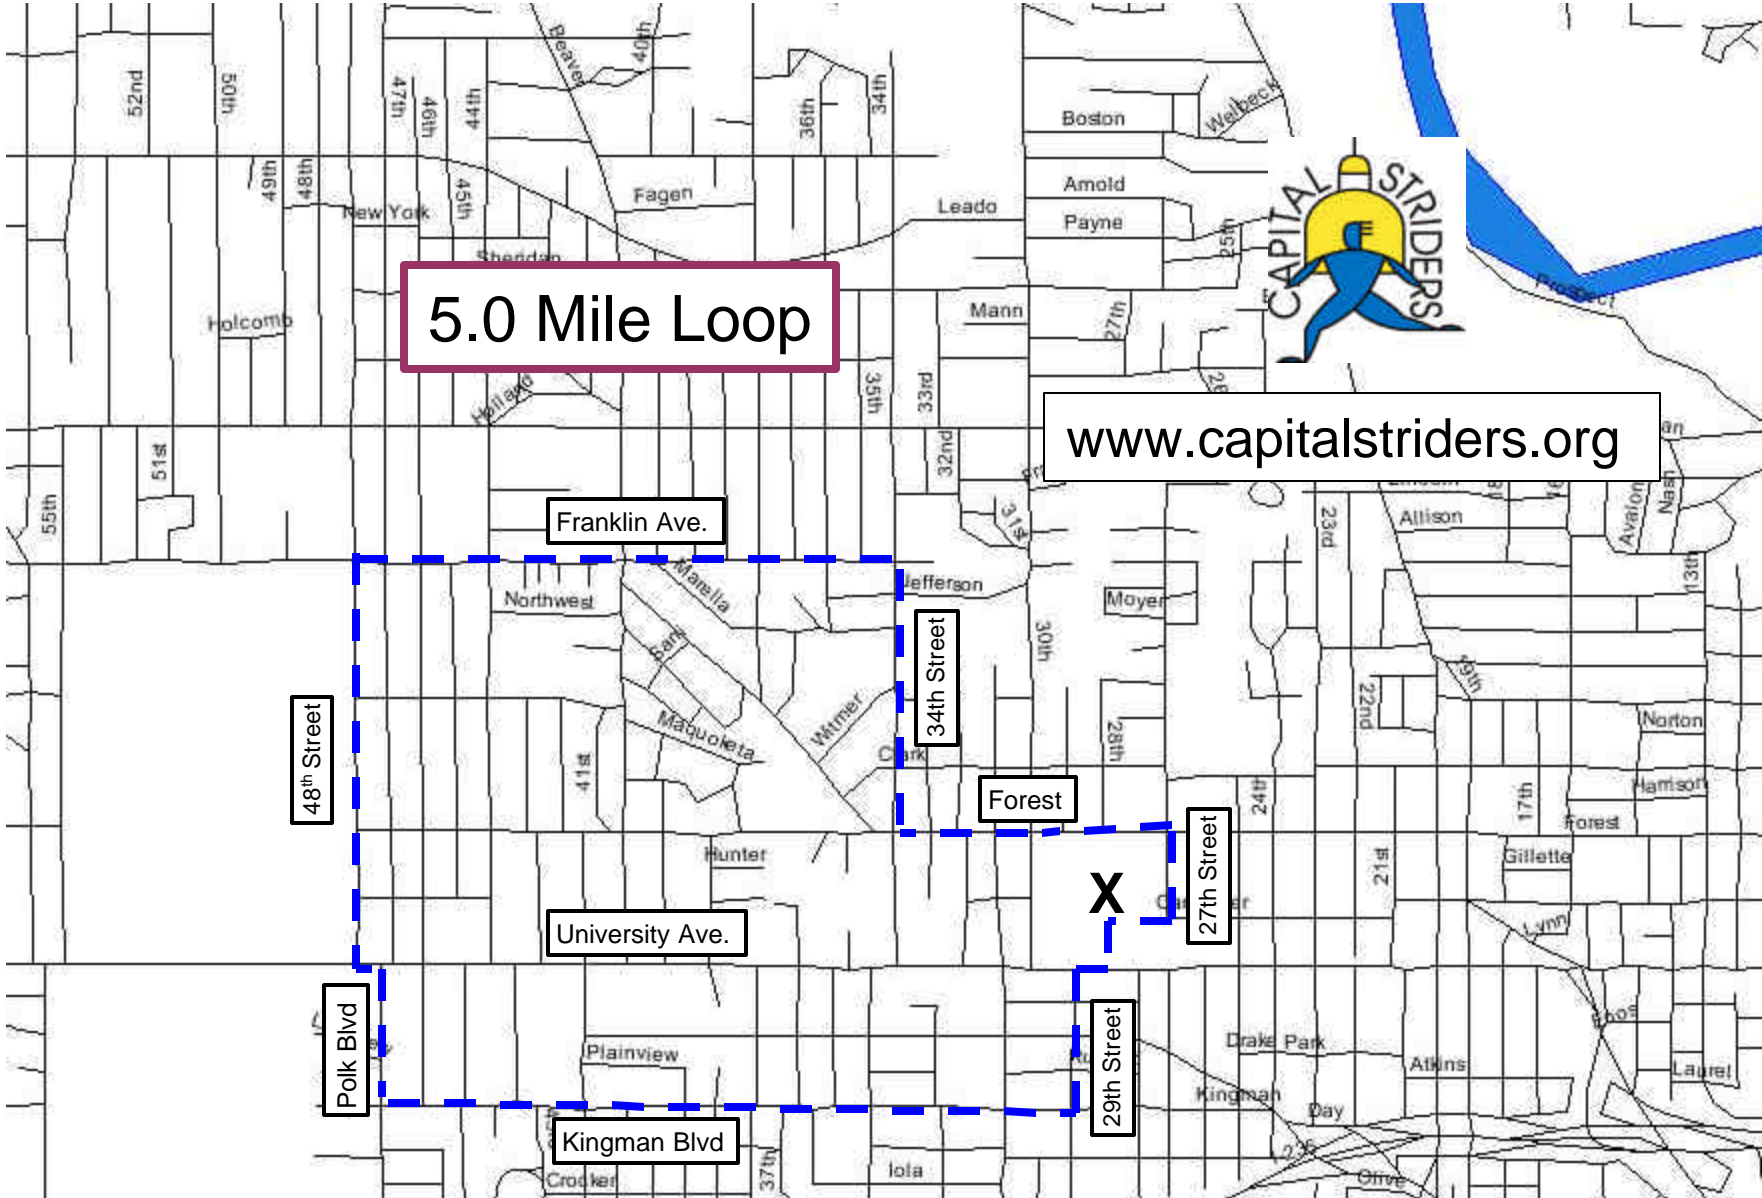 Beaver
40th
52nd
50th
47th
46th
44th
36th
34th
Boston
Welbeck
49th
48th
45th
New York
Fagen
Leado
Arnold
Payne
25th
CAPITAL STRIDERS
Prospect
Sheridan
5.0 Mile Loop
Holcomb
Mann
27th
Holland
35th
33rd
26
www.capitalstriders.org
an
51st
32nd
Fr
55th
Franklin Ave.
31st
Lincoln
23rd
Allison
Avalon
Nash
13th
Marella
Jefferson
Northwest
Moyer
30th
34th Street
19th
22nd
Witmer
Maquoketa
Norton
48th Street
Clark
28th
41st
Forest
24th
17th
Harrison
Forest
Hunter
27th Street
21st
Gillette
X
University Ave.
Lynn
Polk Blvd
29th Street
Plainview
Drake Park
Atkins
Laurel
Kingman
Day
Kingman Blvd
37th
Iola
Crocker
I-235
Olive